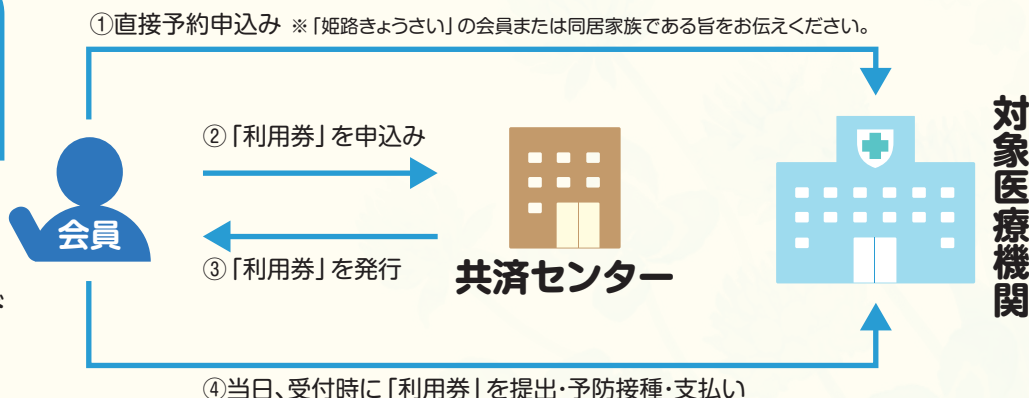 ①直接予約申込み ※「姫路きょうさい」の会員または同居家族である旨をお伝えください。
②「利用券」を申込み
会員
③「利用券」を発行
共済センター
対象医療機関
④当日、受付時に「利用券」を提出・予防接種・支払い